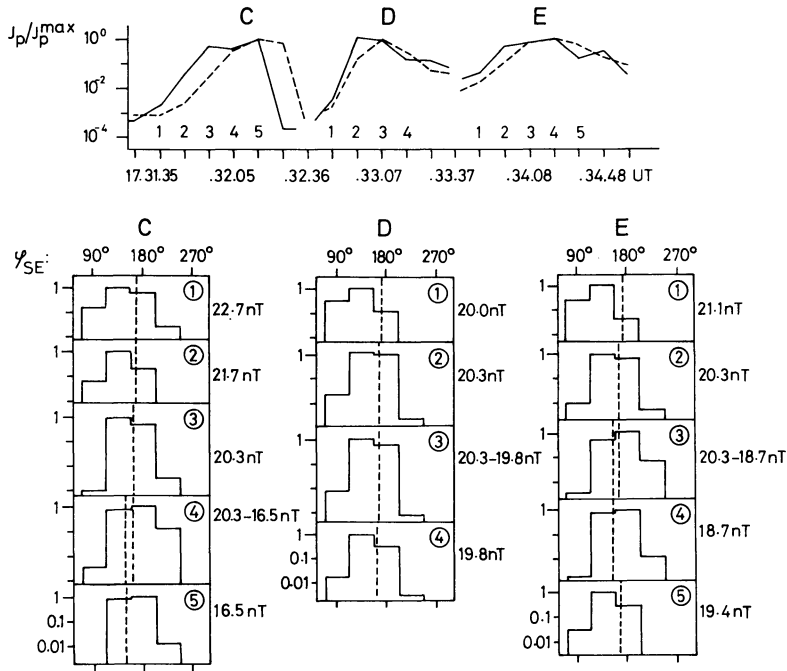 C D E
Jp/Jp^max
10⁰
10⁻²
10⁻⁴
1 2 3 4 5 1 2 3 4 1 2 3 4 5
17.31.35 .32.05 .32.36 .33.07 .33.37 .34.08 .34.48 UT
C
φSE: 90° 180° 270°
1 ① 22.7nT
1 ② 21.7nT
1 ③ 20.3nT
1 ④ 20.3-16.5nT
1 ⑤ 16.5nT
0.1
0.01
D
90° 180° 270°
1 ① 20.0nT
1 ② 20.3nT
1 ③ 20.3-19.8nT
1 ④ 19.8nT
0.1
0.01
E
90° 180° 270°
1 ① 21.1nT
1 ② 20.3nT
1 ③ 20.3-18.7nT
1 ④ 18.7nT
1 ⑤ 19.4nT
0.1
0.01